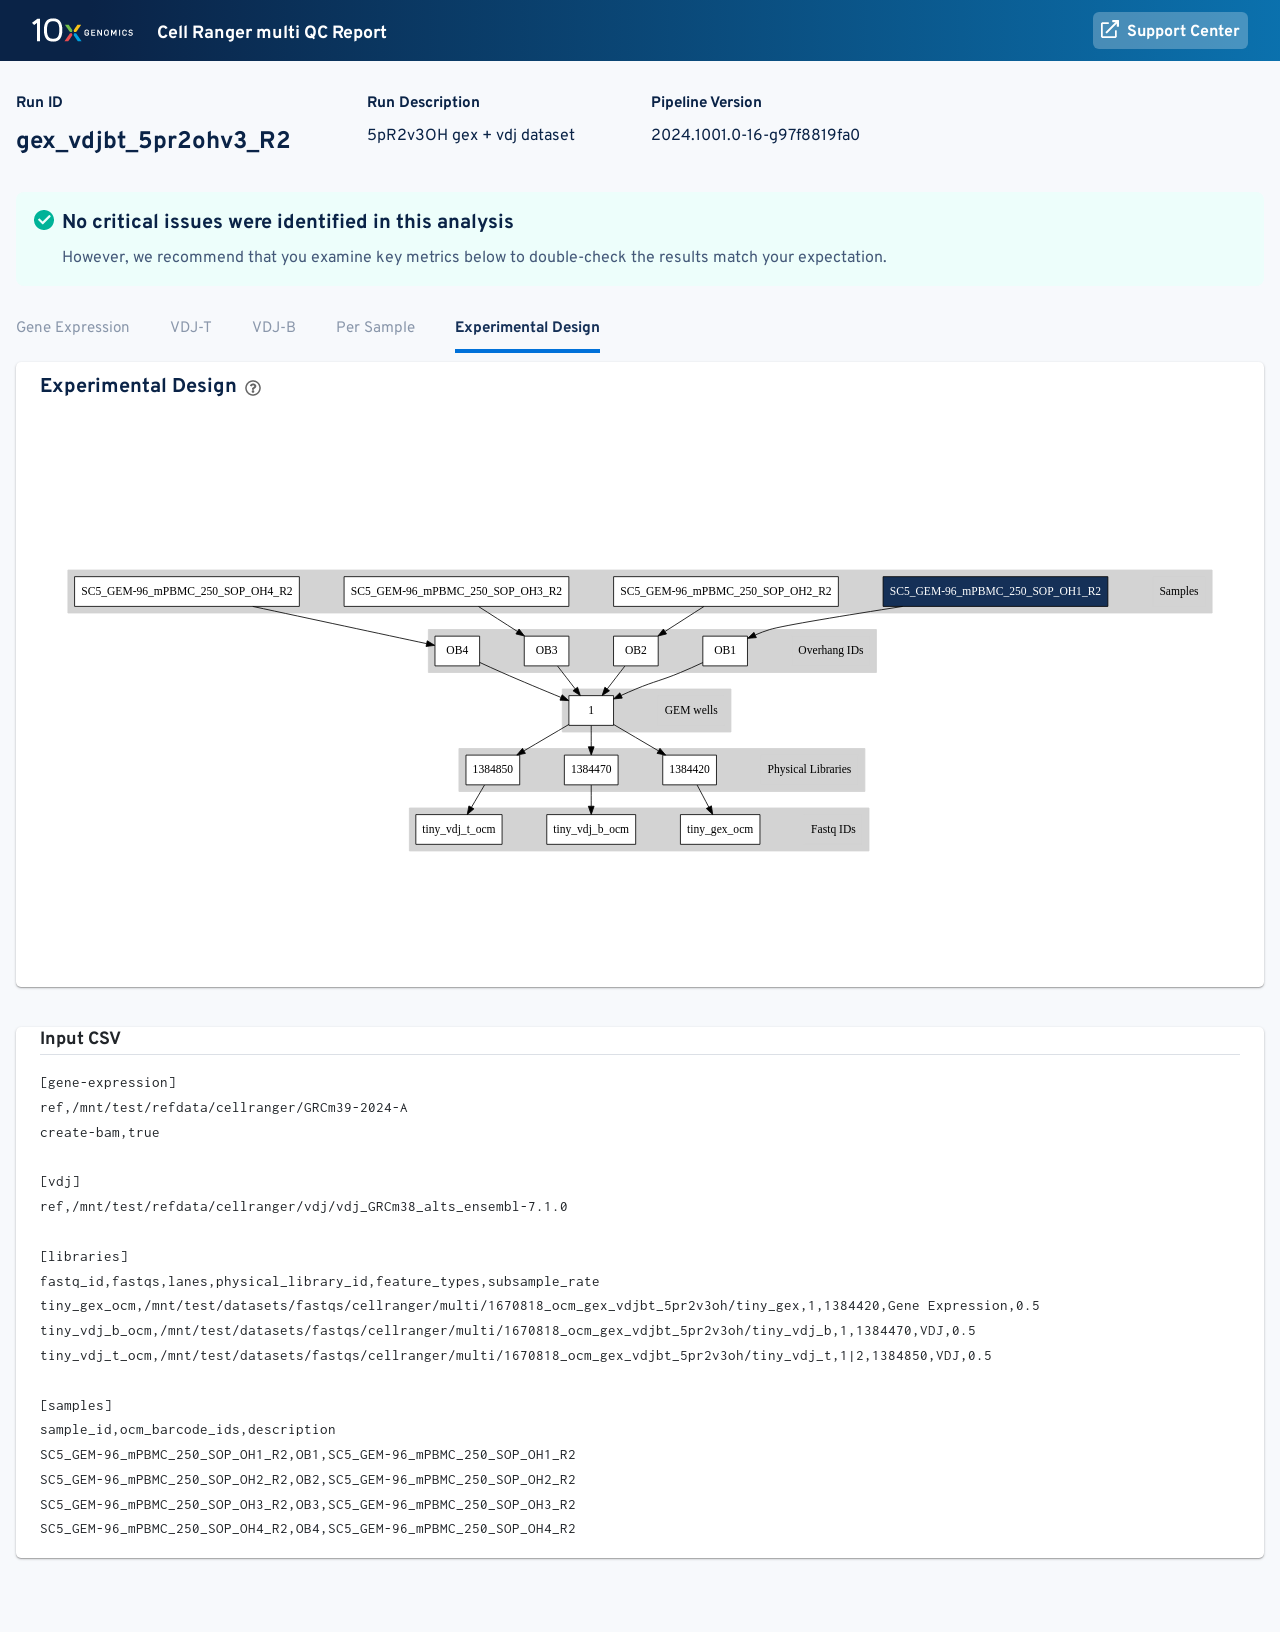 10x GENOMICS Cell Ranger multi QC Report Support Center
Run ID Run Description Pipeline Version
gex_vdjbt_5pr2ohv3_R2 5pR2v3OH gex + vdj dataset 2024.1001.0-16-g97f8819fa0
No critical issues were identified in this analysis
However, we recommend that you examine key metrics below to double-check the results match your expectation.
Gene Expression VDJ-T VDJ-B Per Sample Experimental Design
Experimental Design ?
SC5_GEM-96_mPBMC_250_SOP_OH4_R2 SC5_GEM-96_mPBMC_250_SOP_OH3_R2 SC5_GEM-96_mPBMC_250_SOP_OH2_R2 SC5_GEM-96_mPBMC_250_SOP_OH1_R2 Samples
OB4 OB3 OB2 OB1 Overhang IDs
1 GEM wells
1384850 1384470 1384420 Physical Libraries
tiny_vdj_t_ocm tiny_vdj_b_ocm tiny_gex_ocm Fastq IDs
Input CSV
[gene-expression]
ref,/mnt/test/refdata/cellranger/GRCm39-2024-A
create-bam,true
[vdj]
ref,/mnt/test/refdata/cellranger/vdj/vdj_GRCm38_alts_ensembl-7.1.0
[libraries]
fastq_id,fastqs,lanes,physical_library_id,feature_types,subsample_rate
tiny_gex_ocm,/mnt/test/datasets/fastqs/cellranger/multi/1670818_ocm_gex_vdjbt_5pr2v3oh/tiny_gex,1,1384420,Gene Expression,0.5
tiny_vdj_b_ocm,/mnt/test/datasets/fastqs/cellranger/multi/1670818_ocm_gex_vdjbt_5pr2v3oh/tiny_vdj_b,1,1384470,VDJ,0.5
tiny_vdj_t_ocm,/mnt/test/datasets/fastqs/cellranger/multi/1670818_ocm_gex_vdjbt_5pr2v3oh/tiny_vdj_t,1|2,1384850,VDJ,0.5
[samples]
sample_id,ocm_barcode_ids,description
SC5_GEM-96_mPBMC_250_SOP_OH1_R2,OB1,SC5_GEM-96_mPBMC_250_SOP_OH1_R2
SC5_GEM-96_mPBMC_250_SOP_OH2_R2,OB2,SC5_GEM-96_mPBMC_250_SOP_OH2_R2
SC5_GEM-96_mPBMC_250_SOP_OH3_R2,OB3,SC5_GEM-96_mPBMC_250_SOP_OH3_R2
SC5_GEM-96_mPBMC_250_SOP_OH4_R2,OB4,SC5_GEM-96_mPBMC_250_SOP_OH4_R2